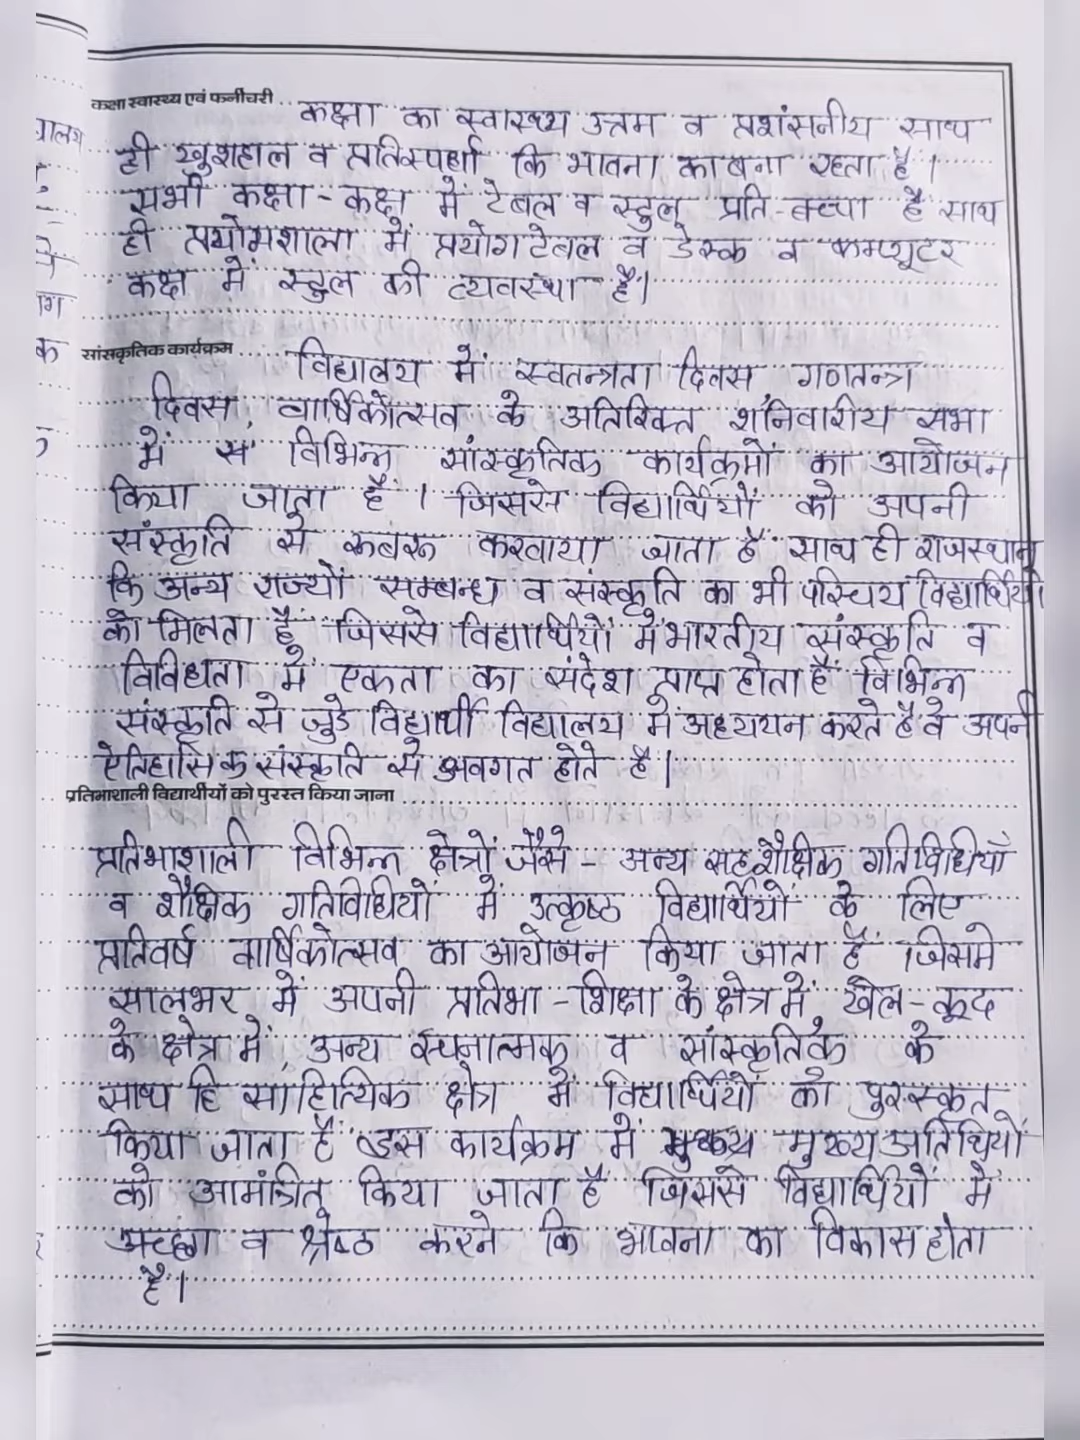 कक्षा स्वास्थ्य एवं फर्नीचरी कक्षा का स्वास्थ्य उत्तम व प्रशंसनीय साथ
ही खुशहाल व प्रतिस्पर्धा कि भावना का बना रहता है।
सभी कक्षा-कक्ष में टेबल व स्टुल प्रति बच्चा है साथ
ही प्रयोगशाला में प्रयोग टेबल व डेस्क व कम्प्यूटर
कक्ष में स्टुल की व्यवस्था है।
सांसकृतिक कार्यक्रम विद्यालय में स्वतन्त्रता दिवस गणतन्त्र
दिवस, वार्षिकोत्सव के अतिरिक्त शनिवारीय सभा
में स विभिन्न सांस्कृतिक कार्यक्रमों का आयोजन
किया जाता है । जिससे विद्यार्थियों को अपनी
संस्कृति से रूबरू करवाया जाता है साथ ही राजस्थान
कि अन्य राज्यों सम्बन्ध व संस्कृति का भी परिचय विद्यार्थियों
को मिलता है जिससे विद्यार्थियों में भारतीय संस्कृति व
विविधता में एकता का संदेश प्राप्त होता है विभिन्न
संस्कृति से जुडे विद्यार्थी विद्यालय में अध्ययन करते है वे अपनी
ऐतिहासिक संस्कृति से अवगत होते है।
प्रतिभाशाली विद्यार्थीयों को पुरस्त किया जाना
प्रतिभाशाली विभिन्न क्षेत्रों जैसे - अन्य सहशैक्षिक गतिविधियाँ
व शैक्षिक गतिविधियों में उत्कृष्ठ विद्यार्थियों के लिए
प्रतिवर्ष वार्षिकोत्सव का आयोजन किया जाता है जिसमे
सालभर में अपनी प्रतिभा - शिक्षा के क्षेत्र में, खेल-कूद
के क्षेत्र में, अन्य रचनात्मक व सांस्कृतिक के
साथ हि साहित्यिक क्षेत्र में विद्यार्थियों को पुरस्कृत
किया जाता है इस कार्यक्रम में मुख्य अतिथियों
को आमंत्रित किया जाता है जिससे विद्यार्थियों में
अच्छा व श्रेष्ठ करने कि भावना का विकास होता
है।